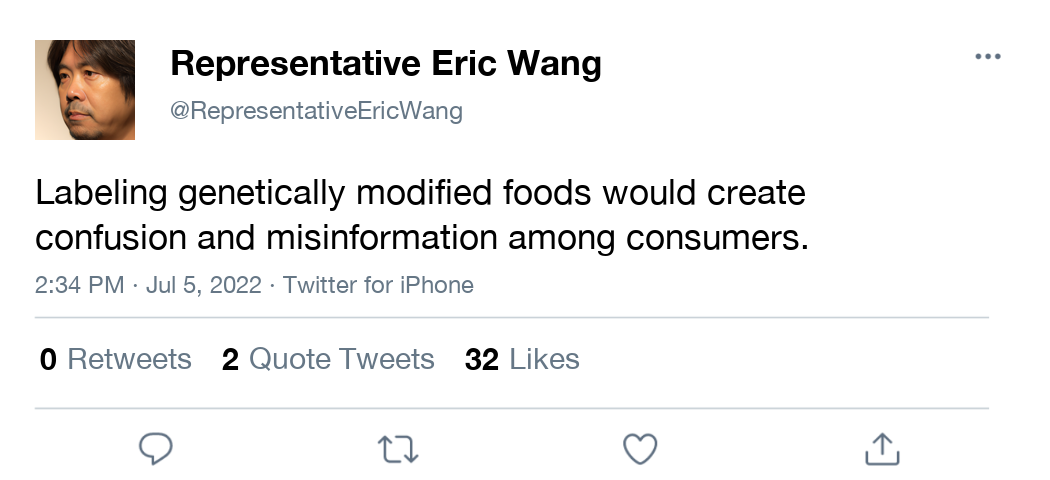 Representative Eric Wang
@RepresentativeEricWang
Labeling genetically modified foods would create
confusion and misinformation among consumers.
2:34 PM · Jul 5, 2022 · Twitter for iPhone
0 Retweets 2 Quote Tweets 32 Likes